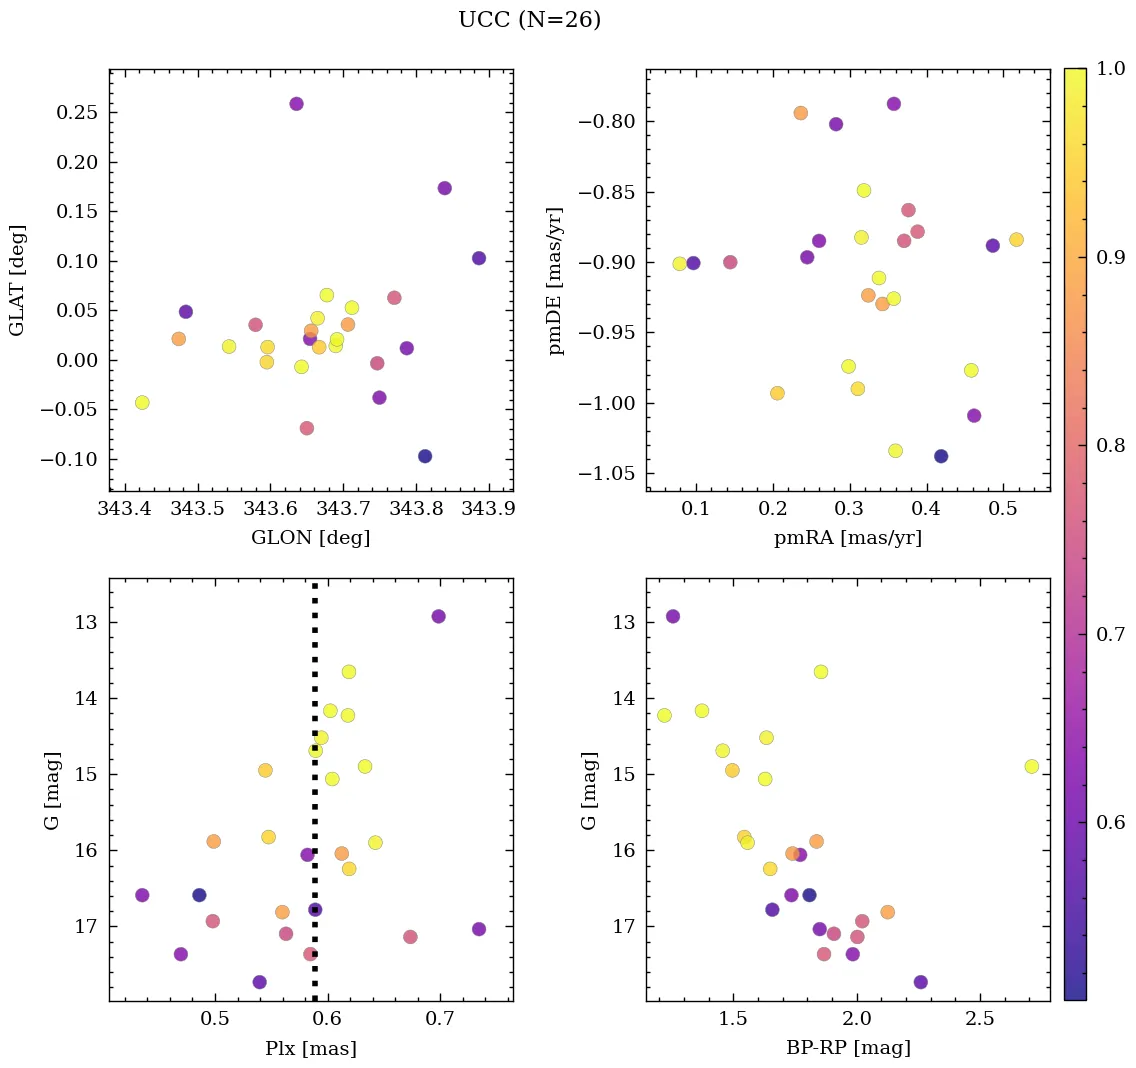 UCC (N=26)
0.25
0.20
0.15
0.10
0.05
0.00
−0.05
−0.10
GLAT [deg]
343.4 343.5 343.6 343.7 343.8 343.9
GLON [deg]
−0.80
−0.85
−0.90
−0.95
−1.00
−1.05
pmDE [mas/yr]
0.1 0.2 0.3 0.4 0.5
pmRA [mas/yr]
13
14
15
16
17
G [mag]
0.5 0.6 0.7
Plx [mas]
13
14
15
16
17
G [mag]
1.5 2.0 2.5
BP-RP [mag]
1.0
0.9
0.8
0.7
0.6